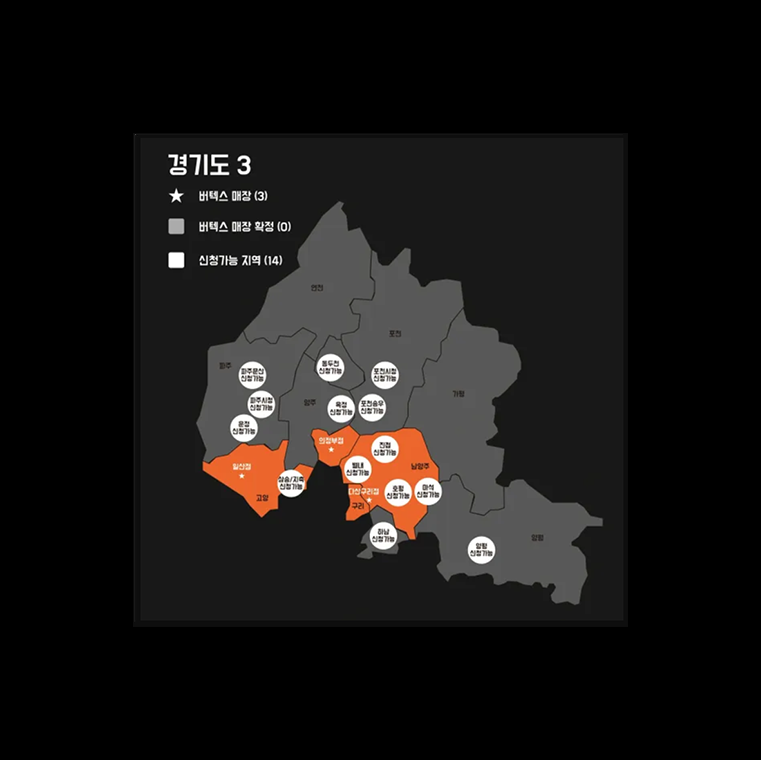 경기도 3
버텍스 매장 (3)
버텍스 매장 확정 (0)
신청가능 지역 (14)
연천
포천
파주
동두천
신청가능
파주문산
신청가능
포천시청
신청가능
가평
양주
파주시청
신청가능
옥정
신청가능
포천송우
신청가능
운정
신청가능
의정부점
진접
신청가능
일산점
별내
신청가능
남양주
삼송/지축
신청가능
고양
다산구리점
호평
신청가능
마석
신청가능
구리
하남
신청가능
양평
신청가능
양평